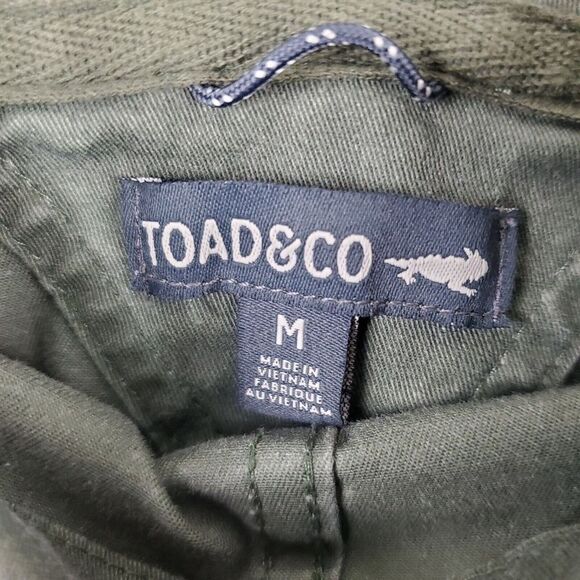 TOAD&CO
M
MADE IN
VIETNAM
FABRIQUE
AU VIETNAM